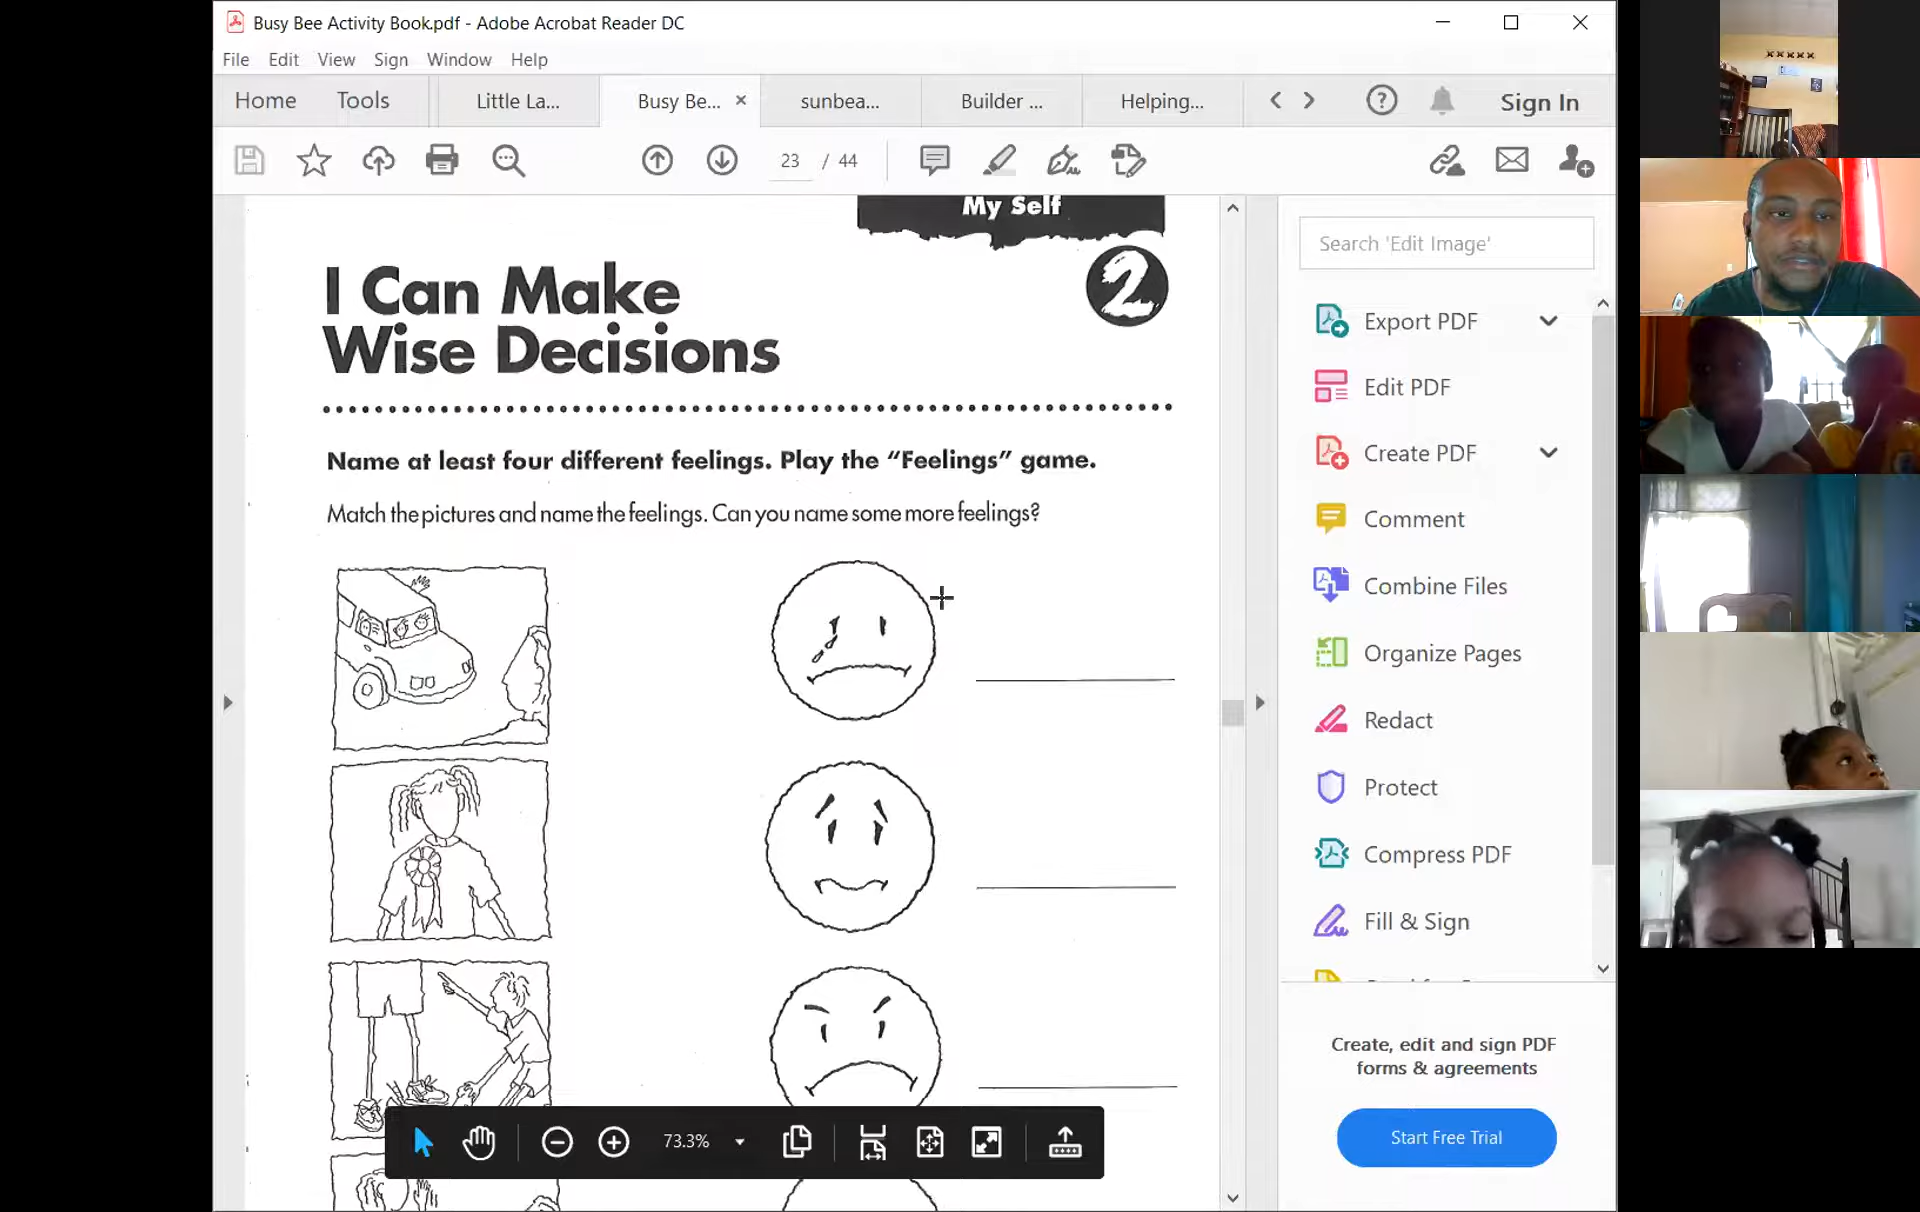 Busy Bee Activity Book.pdf - Adobe Acrobat Reader DC
File Edit View Sign Window Help
Home Tools Little La... Busy Be... sunbea... Builder ... Helping... Sign In
23 / 44
My Self
2
I Can Make
Wise Decisions
Name at least four different feelings. Play the “Feelings” game.
Match the pictures and name the feelings. Can you name some more feelings?
73.3%
Search 'Edit Image'
Export PDF
Edit PDF
Create PDF
Comment
Combine Files
Organize Pages
Redact
Protect
Compress PDF
Fill & Sign
Create, edit and sign PDF
forms & agreements
Start Free Trial